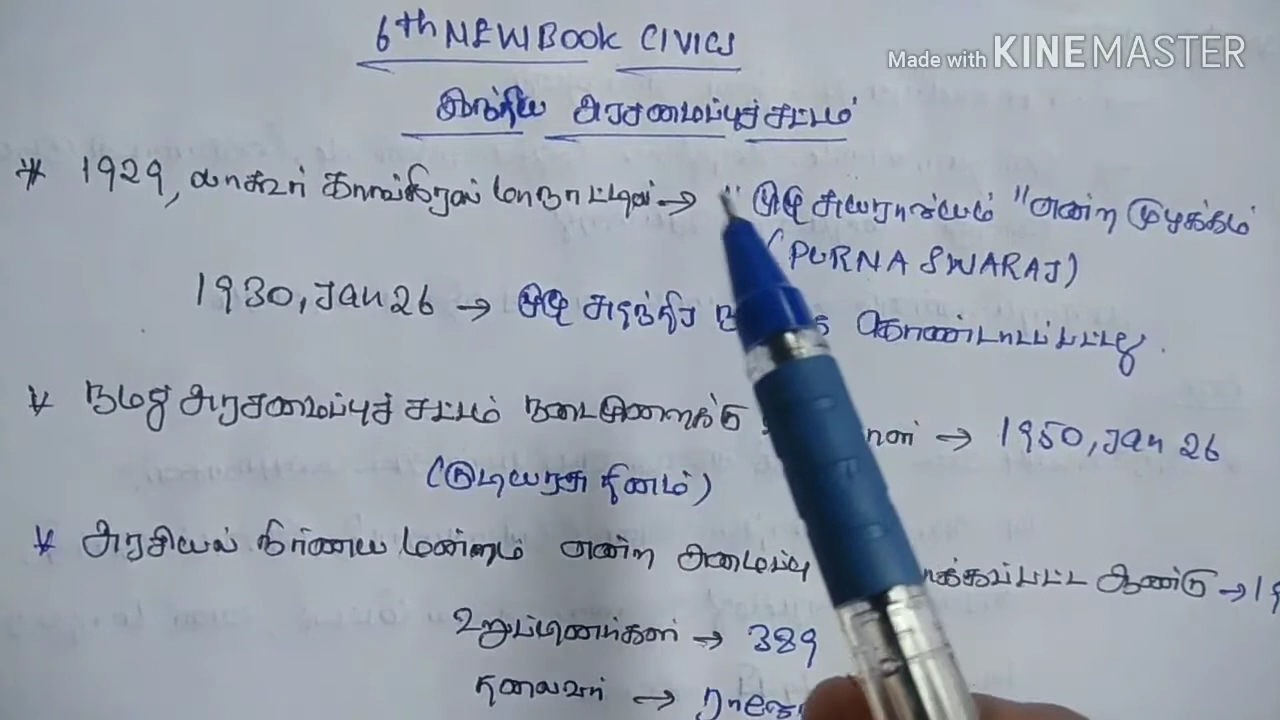 6th NEW BOOK CIVICS
Made with KINEMASTER
இந்திய அரசமைப்புச் சட்டம்
* 1929, லாகூர் காங்கிரஸ் மாநாட்டில் → "முழு சுயராஜ்யம்" என்ற முழக்கம்
(PURNA SWARAJ)
1930, Jan 26 → முழு சுதந்திர கொண்டாடப்பட்டது.
* நமது அரசமைப்புச் சட்டம் நடைமுறைக்கு நாள் → 1950, Jan 26
(குடியரசு தினம்)
* அரசியல் நிர்ணய மன்றம் என்ற அமைப்பு ஆண்டு →
உறுப்பினர்கள் → 389
தலைவர் →